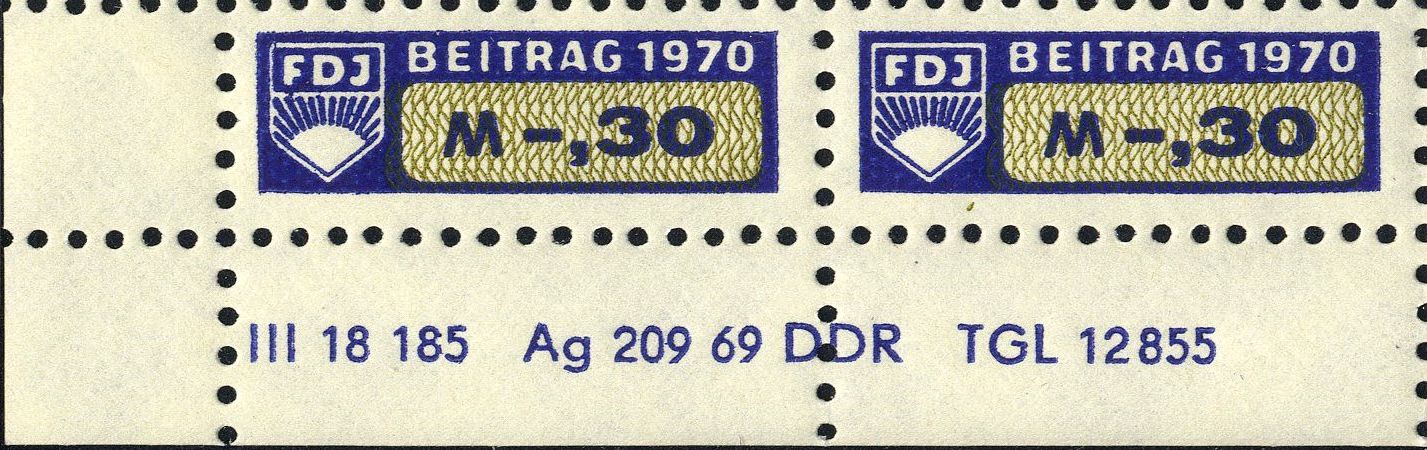 FDJ BEITRAG 1970
M -,30
FDJ BEITRAG 1970
M -,30
III 18 185 Ag 209 69 DDR TGL 12855